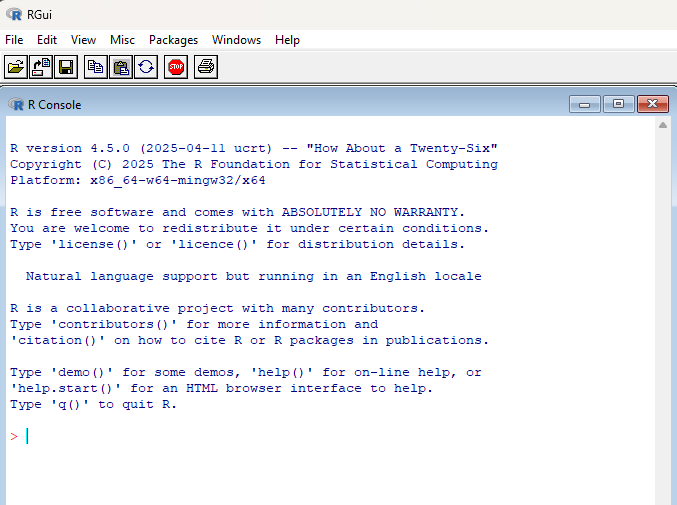 RGui
File Edit View Misc Packages Windows Help
STOP
R Console
R version 4.5.0 (2025-04-11 ucrt) -- "How About a Twenty-Six"
Copyright (C) 2025 The R Foundation for Statistical Computing
Platform: x86_64-w64-mingw32/x64
R is free software and comes with ABSOLUTELY NO WARRANTY.
You are welcome to redistribute it under certain conditions.
Type 'license()' or 'licence()' for distribution details.
Natural language support but running in an English locale
R is a collaborative project with many contributors.
Type 'contributors()' for more information and
'citation()' on how to cite R or R packages in publications.
Type 'demo()' for some demos, 'help()' for on-line help, or
'help.start()' for an HTML browser interface to help.
Type 'q()' to quit R.
>